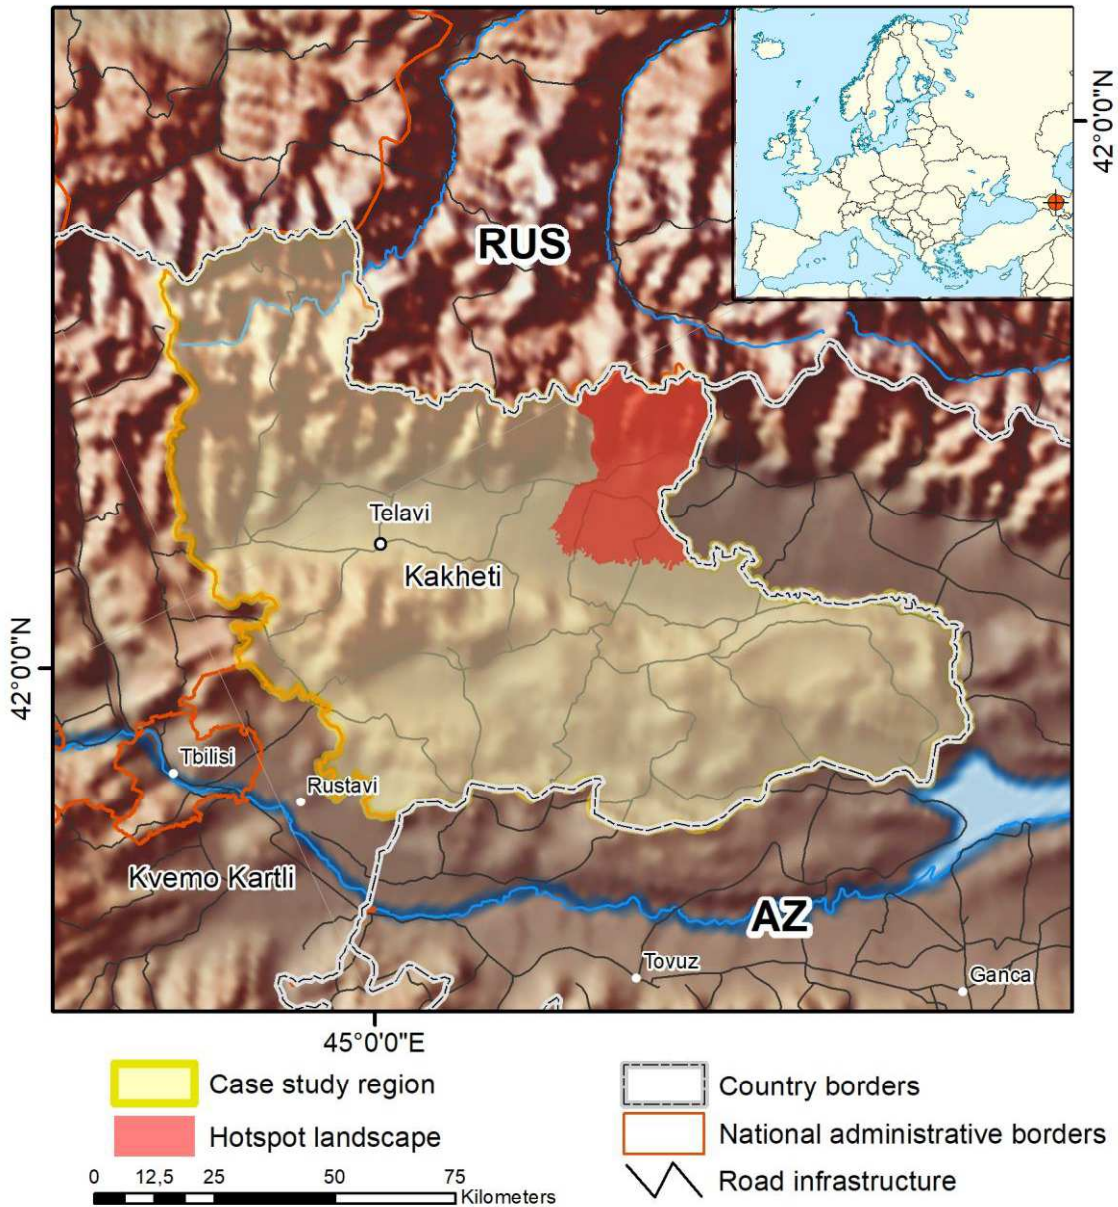 42°0'0"N
RUS
Telavi
Kakheti
42°0'0"N
Tbilisi
Rustavi
Kvemo Kartli
AZ
Tovuz
Ganca
45°0'0"E
Case study region
Country borders
Hotspot landscape
National administrative borders
Road infrastructure
0 12,5 25 50 75
Kilometers